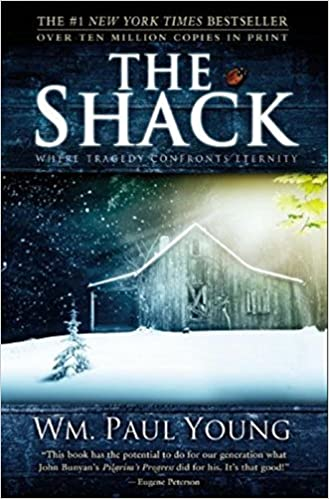 THE #1 NEW YORK TIMES BESTSELLER
OVER TEN MILLION COPIES IN PRINT
THE
SHACK
WHERE TRAGEDY CONFRONTS ETERNITY
WM. PAUL YOUNG
"This book has the potential to do for our generation what
John Bunyan's Pilgrim's Progress did for his. It's that good!"
— Eugene Peterson